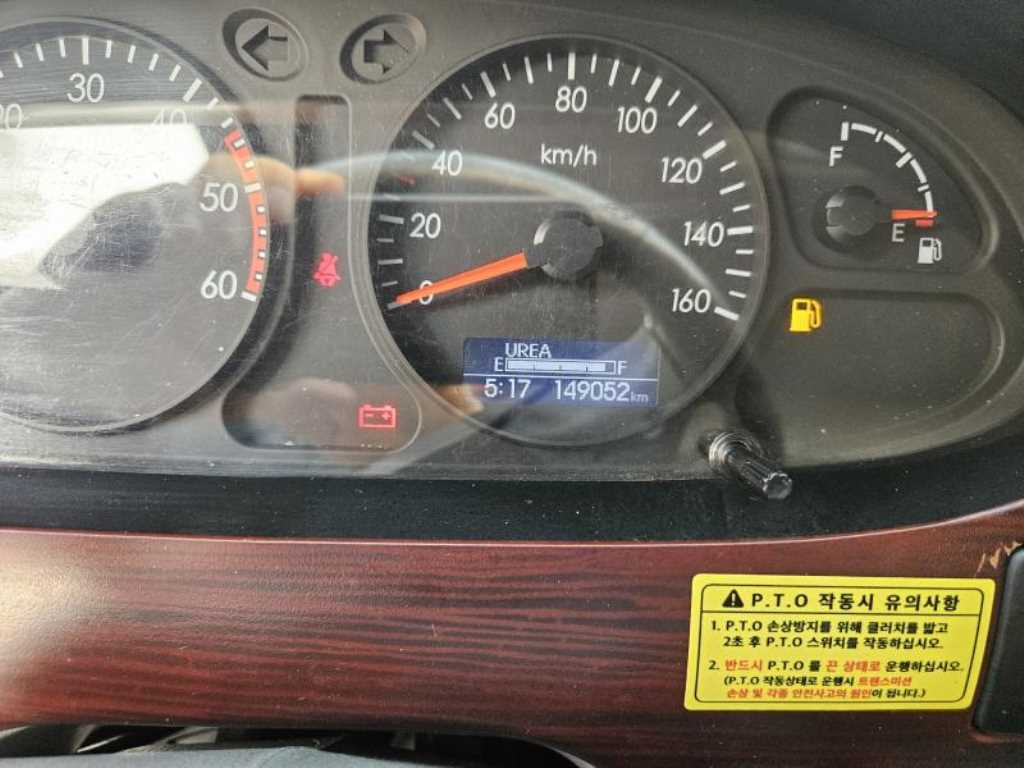 20
30
40
50
60
0
20
40
60
80
100
120
140
160
km/h
F
E
UREA
E F
5:17 149052 km
P.T.O 작동시 유의사항
1. P.T.O 손상방지를 위해 클러치를 밟고
2초 후 P.T.O 스위치를 작동하십시오.
2. 반드시 P.T.O 를 끈 상태로 운행하십시오.
(P.T.O 작동상태로 운행시 트랜스미션
손상 및 각종 안전사고의 원인이 됩니다.)